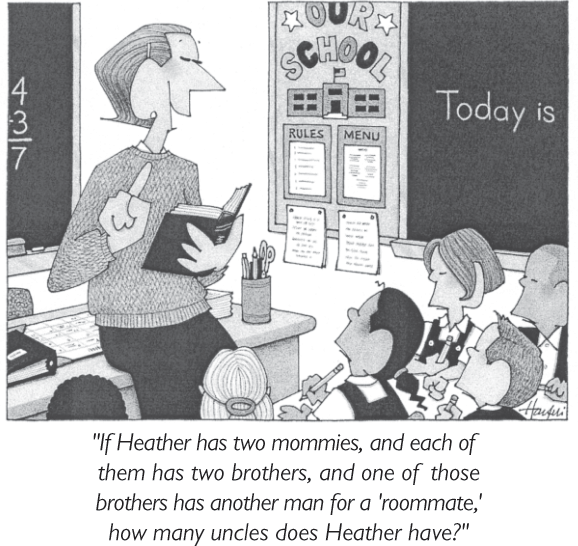 4
3
7
OUR
SCHOOL
RULES
MENU
Today is
"If Heather has two mommies, and each of
them has two brothers, and one of those
brothers has another man for a 'roommate,'
how many uncles does Heather have?"